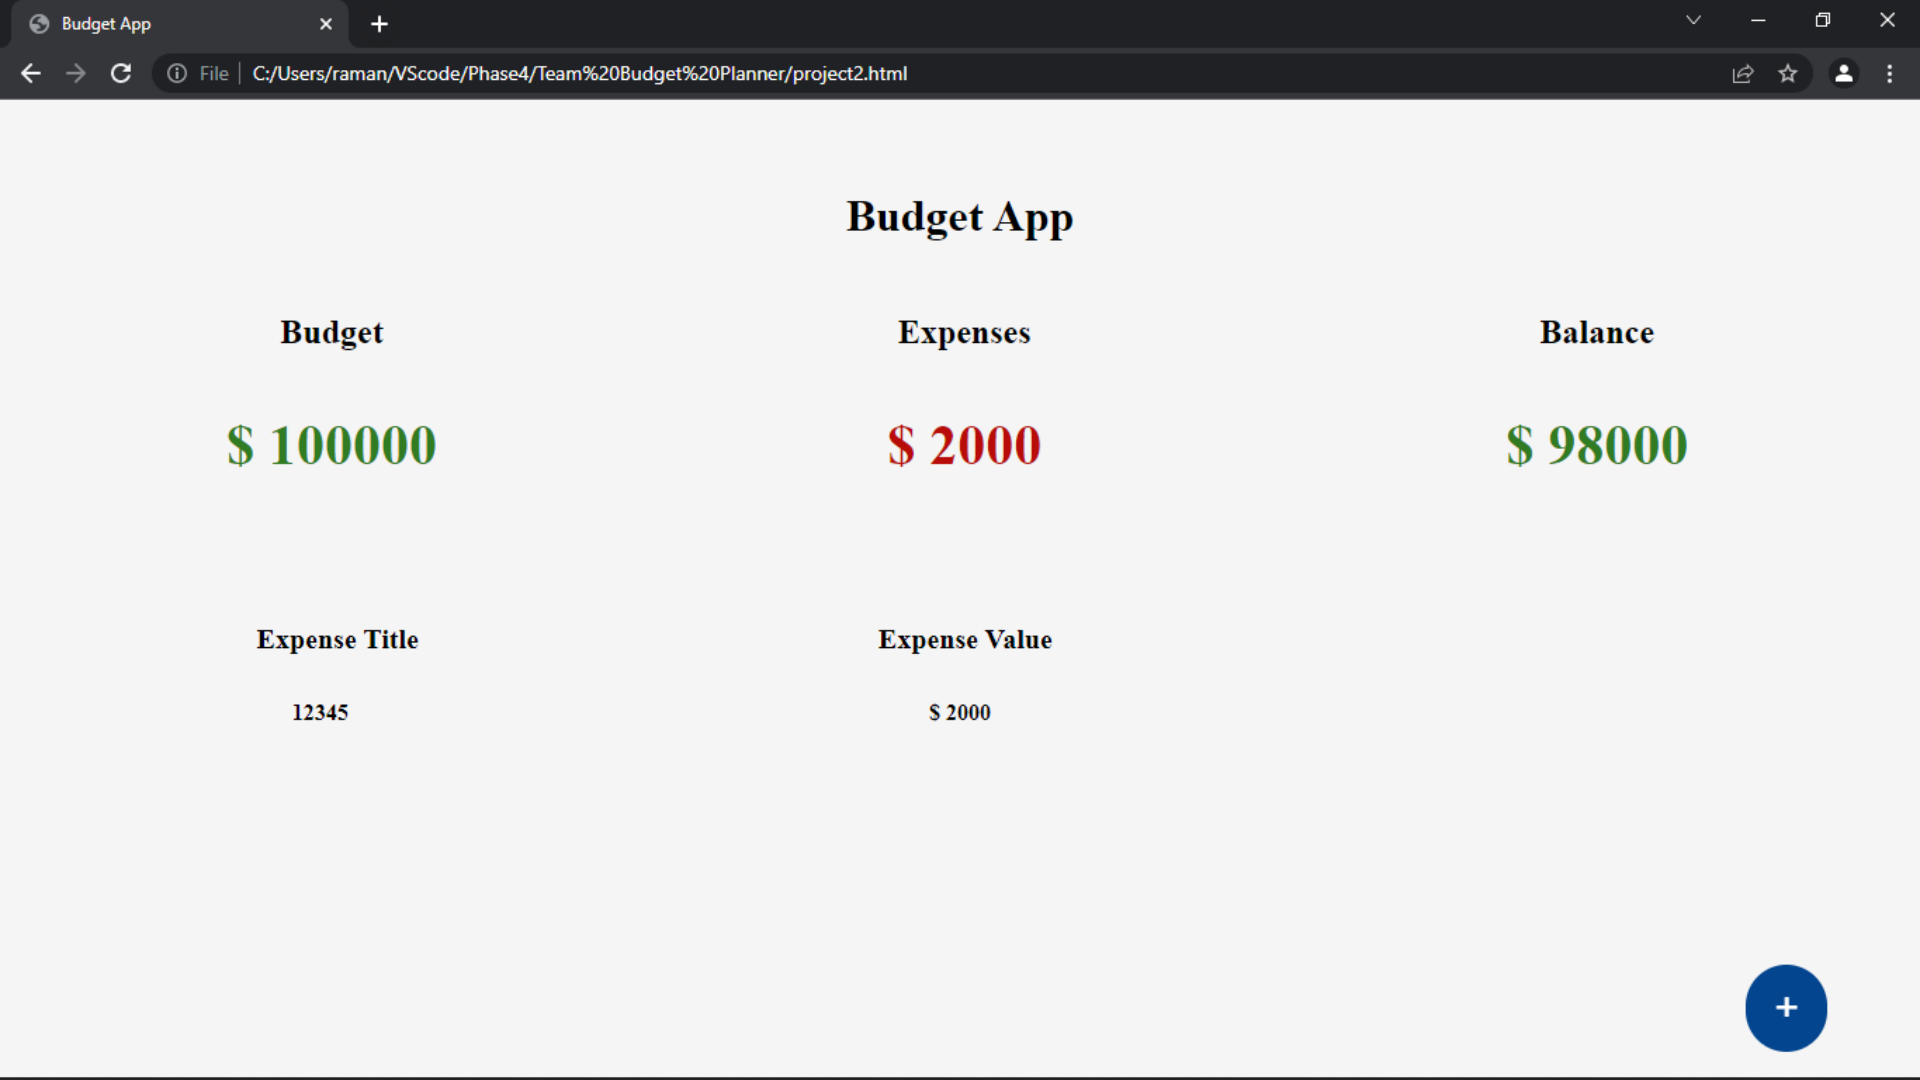 Budget App
File C:/Users/raman/VScode/Phase4/Team%20Budget%20Planner/project2.html
Budget App
Budget Expenses Balance
$ 100000 $ 2000 $ 98000
Expense Title Expense Value
12345 $ 2000
+